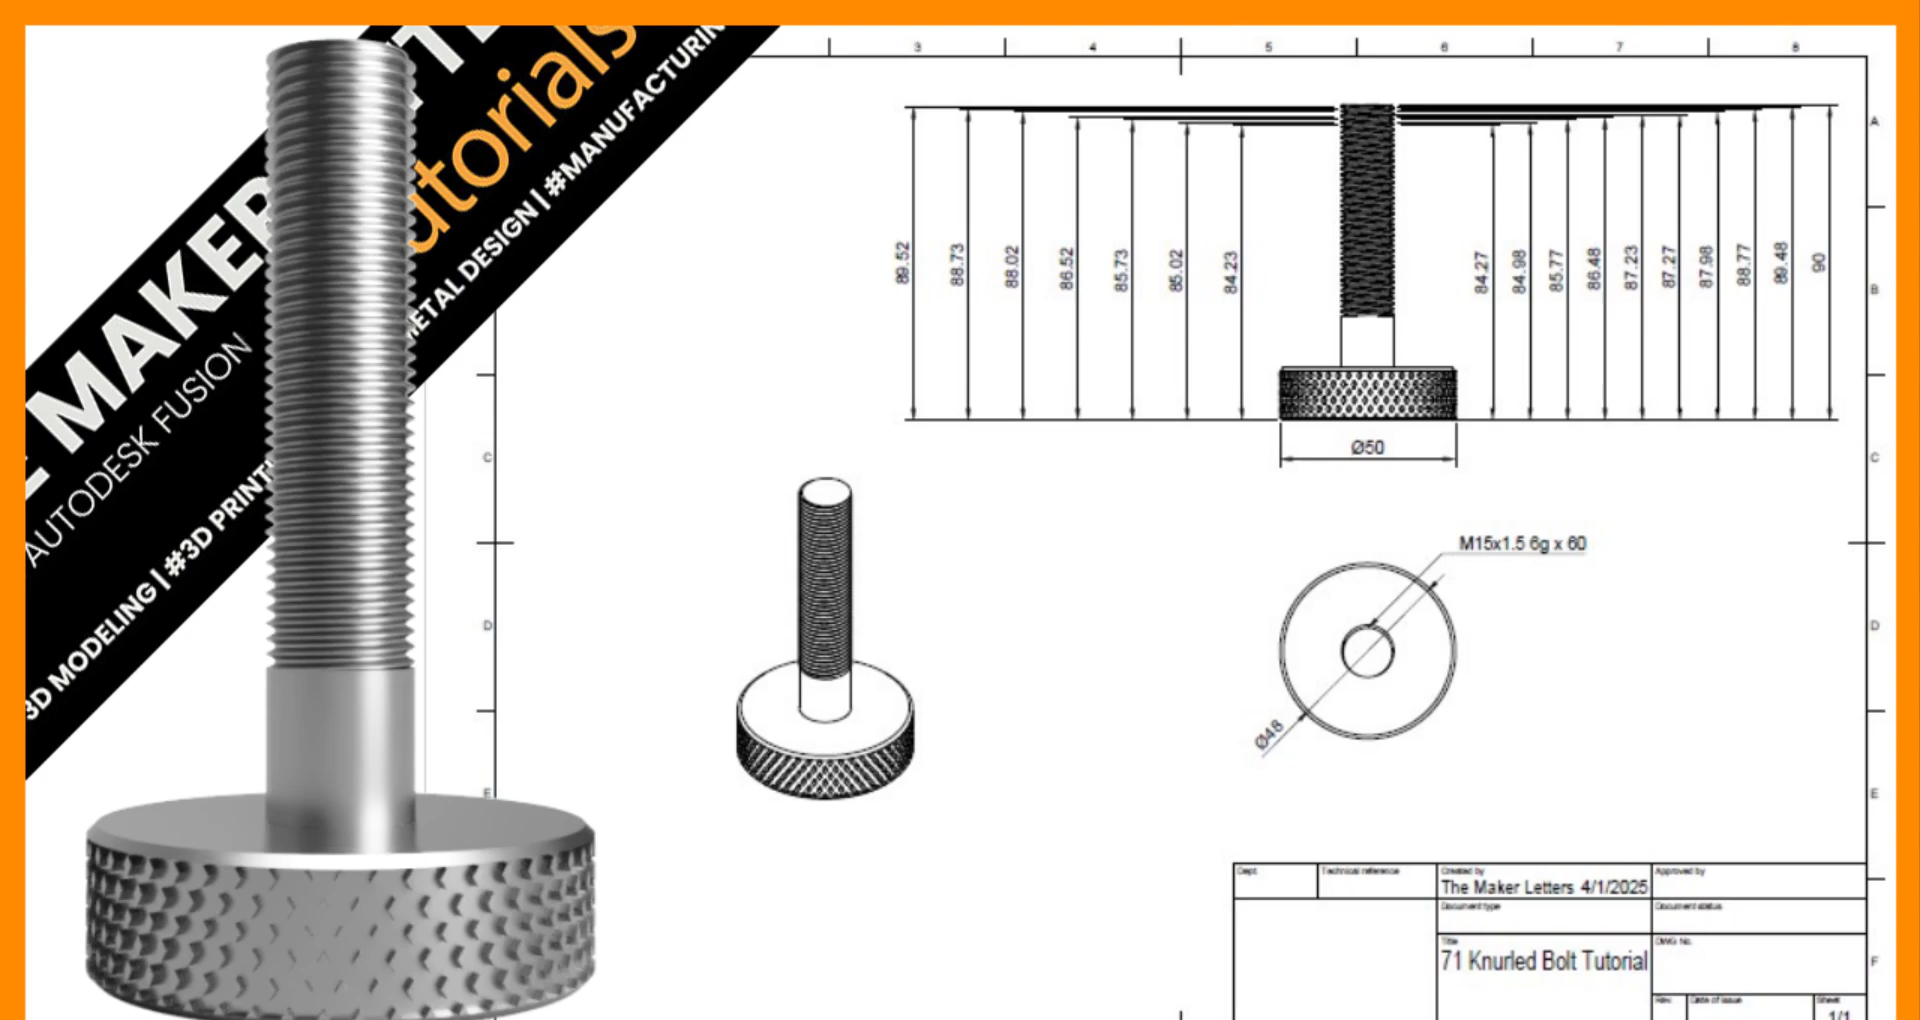 MAKER
AUTODESK FUSION
utorials
3D MODELING | #3D PRINTI
METAL DESIGN | #MANUFACTURIN
3
4
5
6
7
8
A
B
C
D
E
F
C
D
E
89.52
88.73
88.02
86.52
85.73
85.02
84.23
84.27
84.98
85.77
86.48
87.23
87.27
87.98
88.77
89.48
90
Ø50
M15x1.5 6g x 60
Ø48
Dept.
Technical reference
Created by
Approved by
The Maker Letters 4/1/2025
Document type
Document status
Title
DWG No.
71 Knurled Bolt Tutorial
Rev.
Date of issue
Sheet
1/1